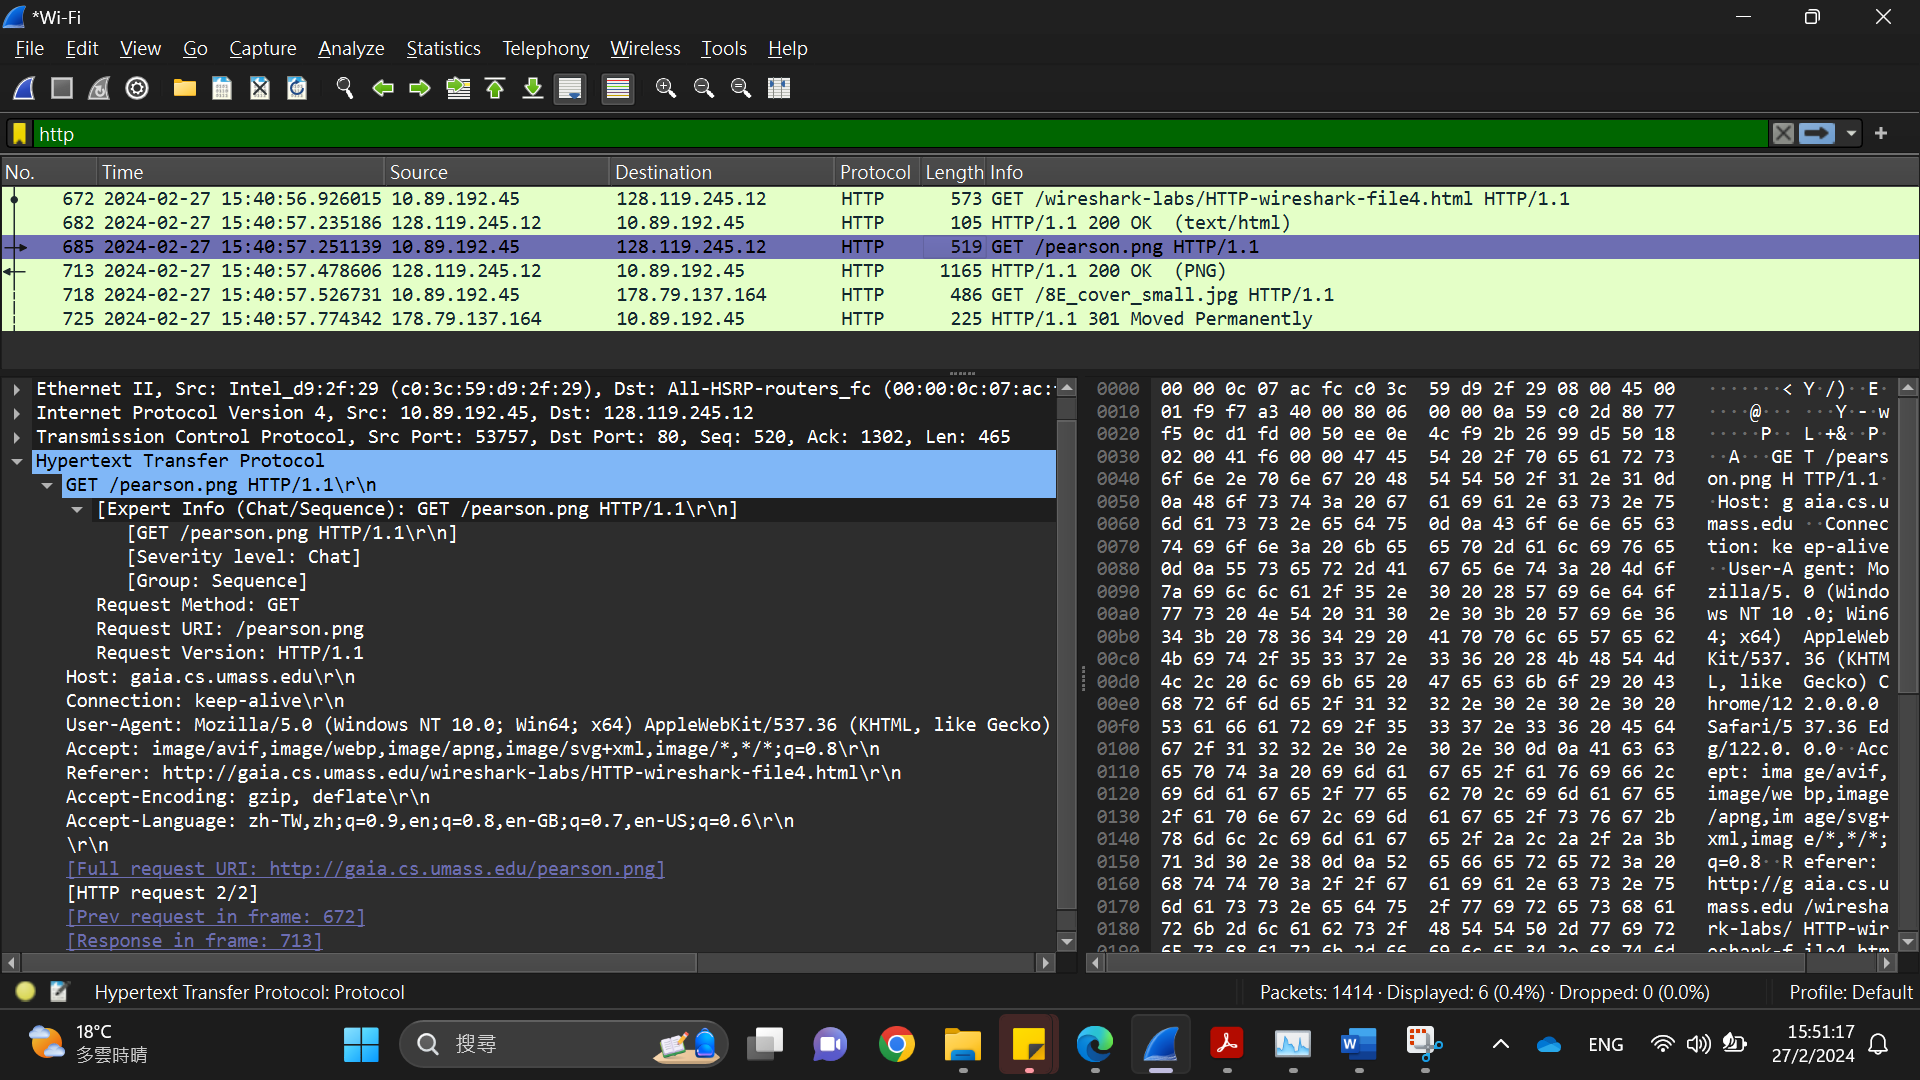 *Wi-Fi
File Edit View Go Capture Analyze Statistics Telephony Wireless Tools Help
http
No. Time Source Destination Protocol Length Info
672 2024-02-27 15:40:56.926015 10.89.192.45 128.119.245.12 HTTP 573 GET /wireshark-labs/HTTP-wireshark-file4.html HTTP/1.1
682 2024-02-27 15:40:57.235186 128.119.245.12 10.89.192.45 HTTP 105 HTTP/1.1 200 OK (text/html)
685 2024-02-27 15:40:57.251139 10.89.192.45 128.119.245.12 HTTP 519 GET /pearson.png HTTP/1.1
713 2024-02-27 15:40:57.478606 128.119.245.12 10.89.192.45 HTTP 1165 HTTP/1.1 200 OK (PNG)
718 2024-02-27 15:40:57.526731 10.89.192.45 178.79.137.164 HTTP 486 GET /8E_cover_small.jpg HTTP/1.1
725 2024-02-27 15:40:57.774342 178.79.137.164 10.89.192.45 HTTP 225 HTTP/1.1 301 Moved Permanently
Ethernet II, Src: Intel_d9:2f:29 (c0:3c:59:d9:2f:29), Dst: All-HSRP-routers_fc (00:00:0c:07:ac:
Internet Protocol Version 4, Src: 10.89.192.45, Dst: 128.119.245.12
Transmission Control Protocol, Src Port: 53757, Dst Port: 80, Seq: 520, Ack: 1302, Len: 465
Hypertext Transfer Protocol
GET /pearson.png HTTP/1.1\r\n
[Expert Info (Chat/Sequence): GET /pearson.png HTTP/1.1\r\n]
[GET /pearson.png HTTP/1.1\r\n]
[Severity level: Chat]
[Group: Sequence]
Request Method: GET
Request URI: /pearson.png
Request Version: HTTP/1.1
Host: gaia.cs.umass.edu\r\n
Connection: keep-alive\r\n
User-Agent: Mozilla/5.0 (Windows NT 10.0; Win64; x64) AppleWebKit/537.36 (KHTML, like Gecko)
Accept: image/avif,image/webp,image/apng,image/svg+xml,image/*,*/*;q=0.8\r\n
Referer: http://gaia.cs.umass.edu/wireshark-labs/HTTP-wireshark-file4.html\r\n
Accept-Encoding: gzip, deflate\r\n
Accept-Language: zh-TW,zh;q=0.9,en;q=0.8,en-GB;q=0.7,en-US;q=0.6\r\n
\r\n
[Full request URI: http://gaia.cs.umass.edu/pearson.png]
[HTTP request 2/2]
[Prev request in frame: 672]
[Response in frame: 713]
0000 00 00 0c 07 ac fc c0 3c 59 d9 2f 29 08 00 45 00 ·······< Y·/)··E·
0010 01 f9 f7 a3 40 00 80 06 00 00 0a 59 c0 2d 80 77 ····@··· ···Y·-·w
0020 f5 0c d1 fd 00 50 ee 0e 4c f9 2b 26 99 d5 50 18 ·····P·· L·+&··P·
0030 02 00 41 f6 00 00 47 45 54 20 2f 70 65 61 72 73 ··A···GE T /pears
0040 6f 6e 2e 70 6e 67 20 48 54 54 50 2f 31 2e 31 0d on.png H TTP/1.1·
0050 0a 48 6f 73 74 3a 20 67 61 69 61 2e 63 73 2e 75 ·Host: g aia.cs.u
0060 6d 61 73 73 2e 65 64 75 0d 0a 43 6f 6e 6e 65 63 mass.edu ··Connec
0070 74 69 6f 6e 3a 20 6b 65 65 70 2d 61 6c 69 76 65 tion: ke ep-alive
0080 0d 0a 55 73 65 72 2d 41 67 65 6e 74 3a 20 4d 6f ··User-A gent: Mo
0090 7a 69 6c 6c 61 2f 35 2e 30 20 28 57 69 6e 64 6f zilla/5. 0 (Windo
00a0 77 73 20 4e 54 20 31 30 2e 30 3b 20 57 69 6e 36 ws NT 10 .0; Win6
00b0 34 3b 20 78 36 34 29 20 41 70 70 6c 65 57 65 62 4; x64) AppleWeb
00c0 4b 69 74 2f 35 33 37 2e 33 36 20 28 4b 48 54 4d Kit/537. 36 (KHTM
00d0 4c 2c 20 6c 69 6b 65 20 47 65 63 6b 6f 29 20 43 L, like Gecko) C
00e0 68 72 6f 6d 65 2f 31 32 32 2e 30 2e 30 2e 30 20 hrome/12 2.0.0.0
00f0 53 61 66 61 72 69 2f 35 33 37 2e 33 36 20 45 64 Safari/5 37.36 Ed
0100 67 2f 31 32 32 2e 30 2e 30 2e 30 0d 0a 41 63 63 g/122.0. 0.0··Acc
0110 65 70 74 3a 20 69 6d 61 67 65 2f 61 76 69 66 2c ept: ima ge/avif,
0120 69 6d 61 67 65 2f 77 65 62 70 2c 69 6d 61 67 65 image/we bp,image
0130 2f 61 70 6e 67 2c 69 6d 61 67 65 2f 73 76 67 2b /apng,im age/svg+
0140 78 6d 6c 2c 69 6d 61 67 65 2f 2a 2c 2a 2f 2a 3b xml,imag e/*,*/*;
0150 71 3d 30 2e 38 0d 0a 52 65 66 65 72 65 72 3a 20 q=0.8··R eferer:
0160 68 74 74 70 3a 2f 2f 67 61 69 61 2e 63 73 2e 75 http://g aia.cs.u
0170 6d 61 73 73 2e 65 64 75 2f 77 69 72 65 73 68 61 mass.edu /wiresha
0180 72 6b 2d 6c 61 62 73 2f 48 54 54 50 2d 77 69 72 rk-labs/ HTTP-wir
0190 65 73 68 61 72 6b 2d 66 69 6c 65 34 2e 68 74 6d eshark-f ile4.htm
Hypertext Transfer Protocol: Protocol
Packets: 1414 · Displayed: 6 (0.4%) · Dropped: 0 (0.0%)
Profile: Default
18°C
多雲時晴
搜尋
ENG
15:51:17
27/2/2024